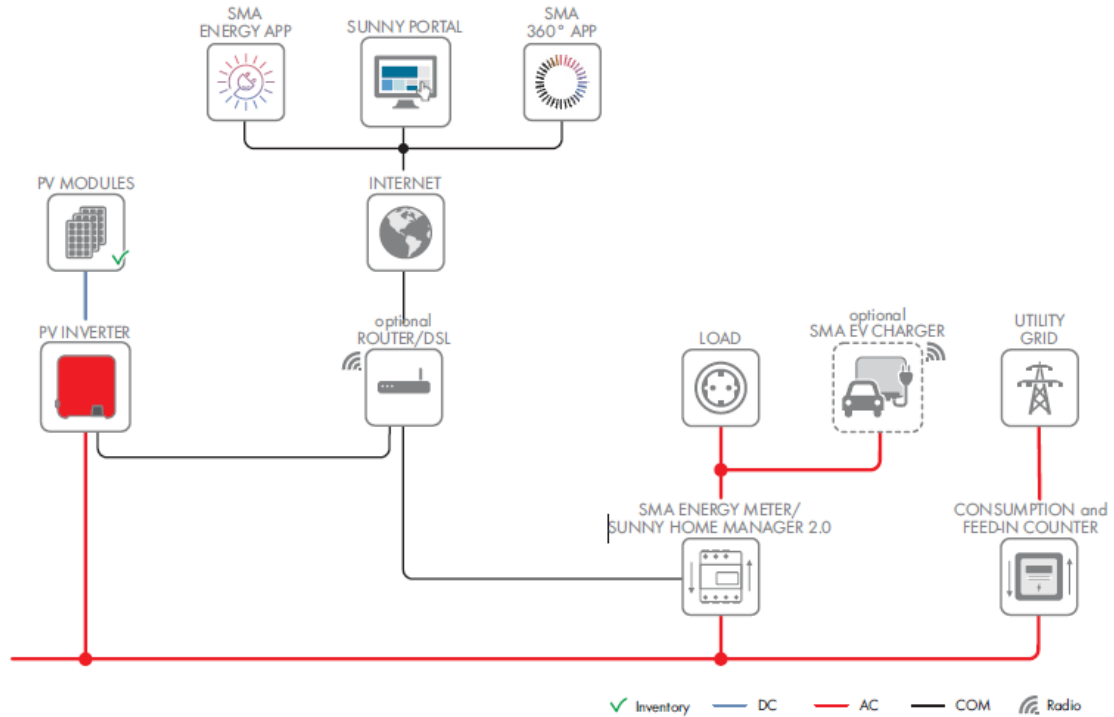 SMA
ENERGY APP
SUNNY PORTAL
SMA
360° APP
PV MODULES
INTERNET
PV INVERTER
optional
ROUTER/DSL
LOAD
optional
SMA EV CHARGER
UTILITY
GRID
SMA ENERGY METER/
SUNNY HOME MANAGER 2.0
CONSUMPTION and
FEED-IN COUNTER
Inventory
DC
AC
COM
Radio